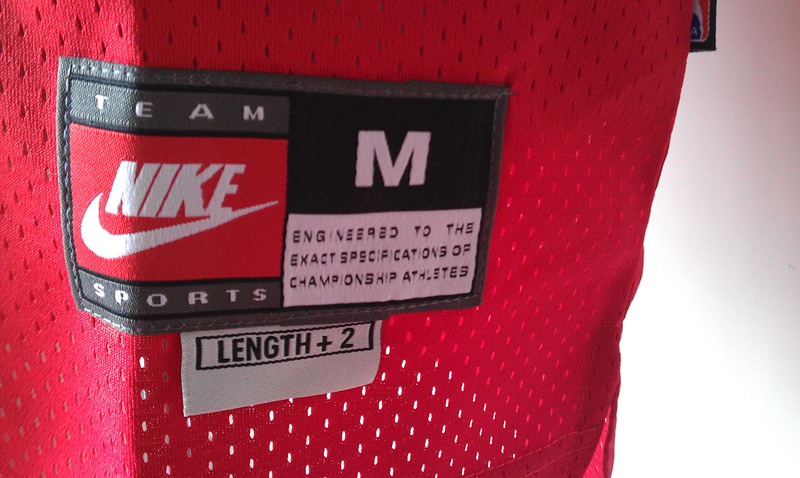 TEAM
NIKE
SPORTS
M
ENGINEERED TO THE
EXACT SPECIFICATIONS OF
CHAMPIONSHIP ATHLETES
LENGTH + 2